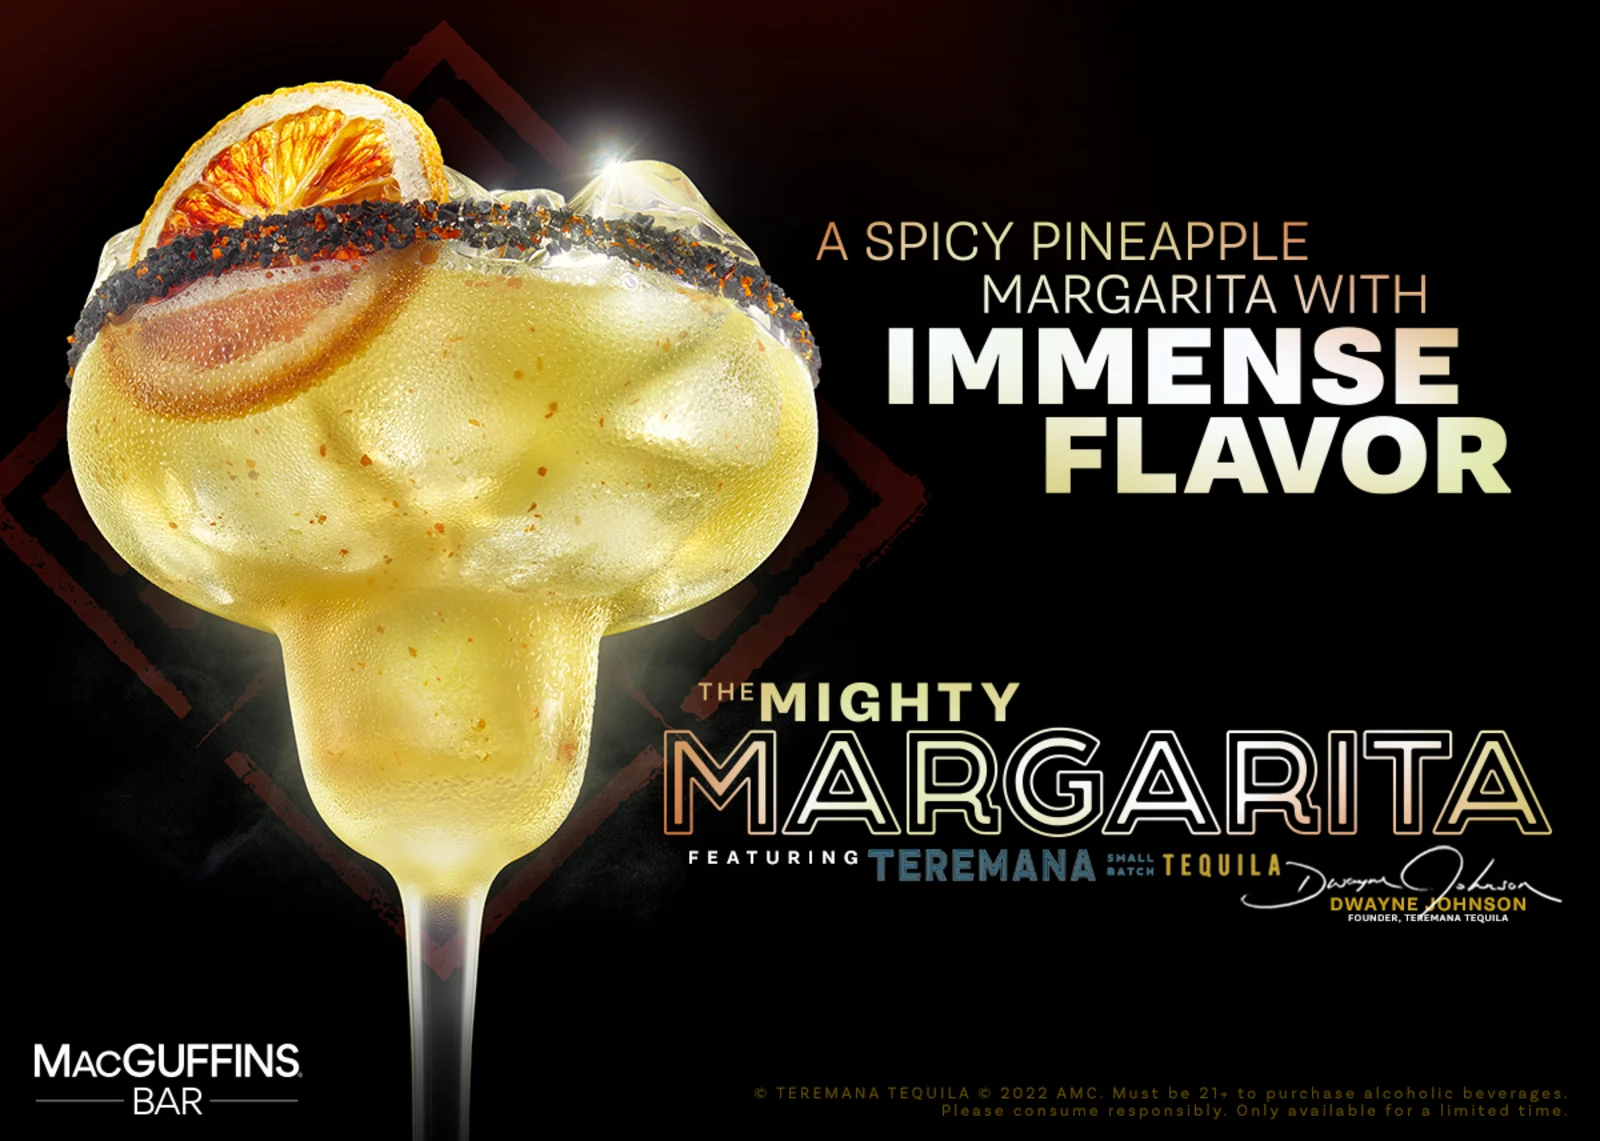 A SPICY PINEAPPLE
MARGARITA WITH
IMMENSE
FLAVOR
THE MIGHTY
MARGARITA
FEATURING TEREMANA SMALL BATCH TEQUILA
Dwayne Johnson
DWAYNE JOHNSON
FOUNDER, TEREMANA TEQUILA
MACGUFFINS
BAR
© TEREMANA TEQUILA © 2022 AMC. Must be 21+ to purchase alcoholic beverages.
Please consume responsibly. Only available for a limited time.